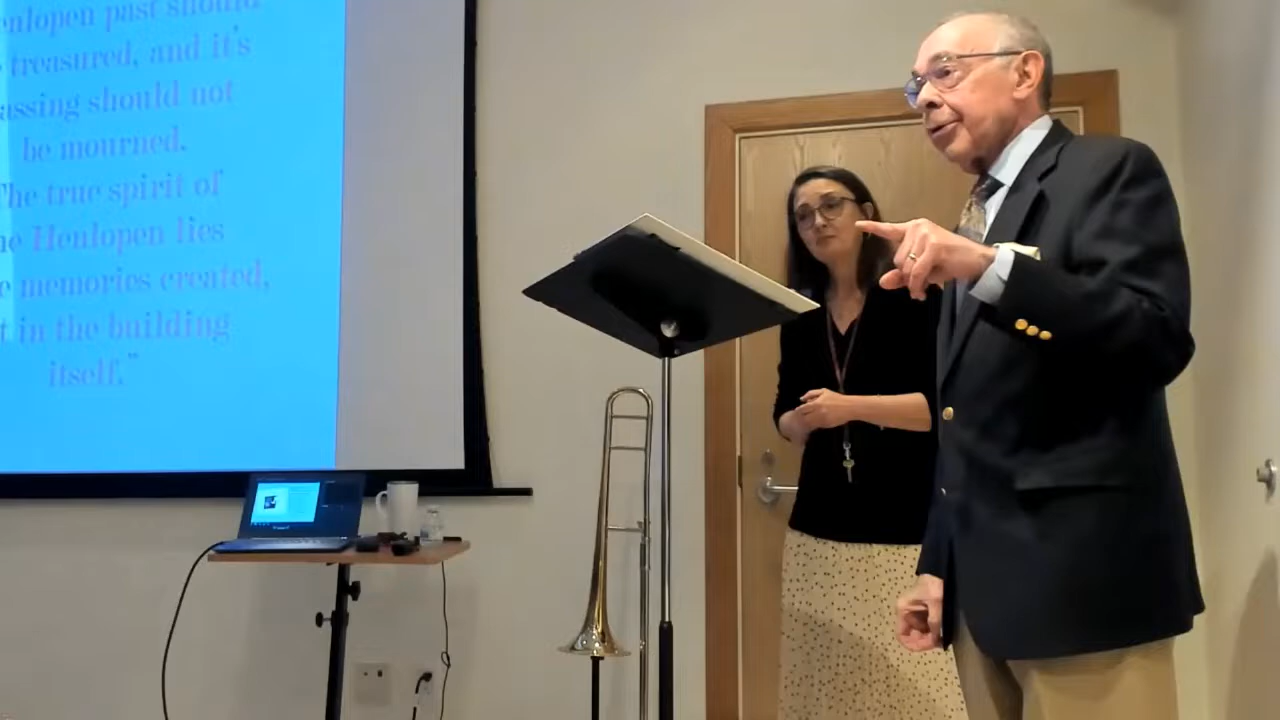 enlopen past should
treasured, and it's
assing should not
be mourned.
The true spirit of
e Henlopen lies
e memories created,
t in the building
itself."